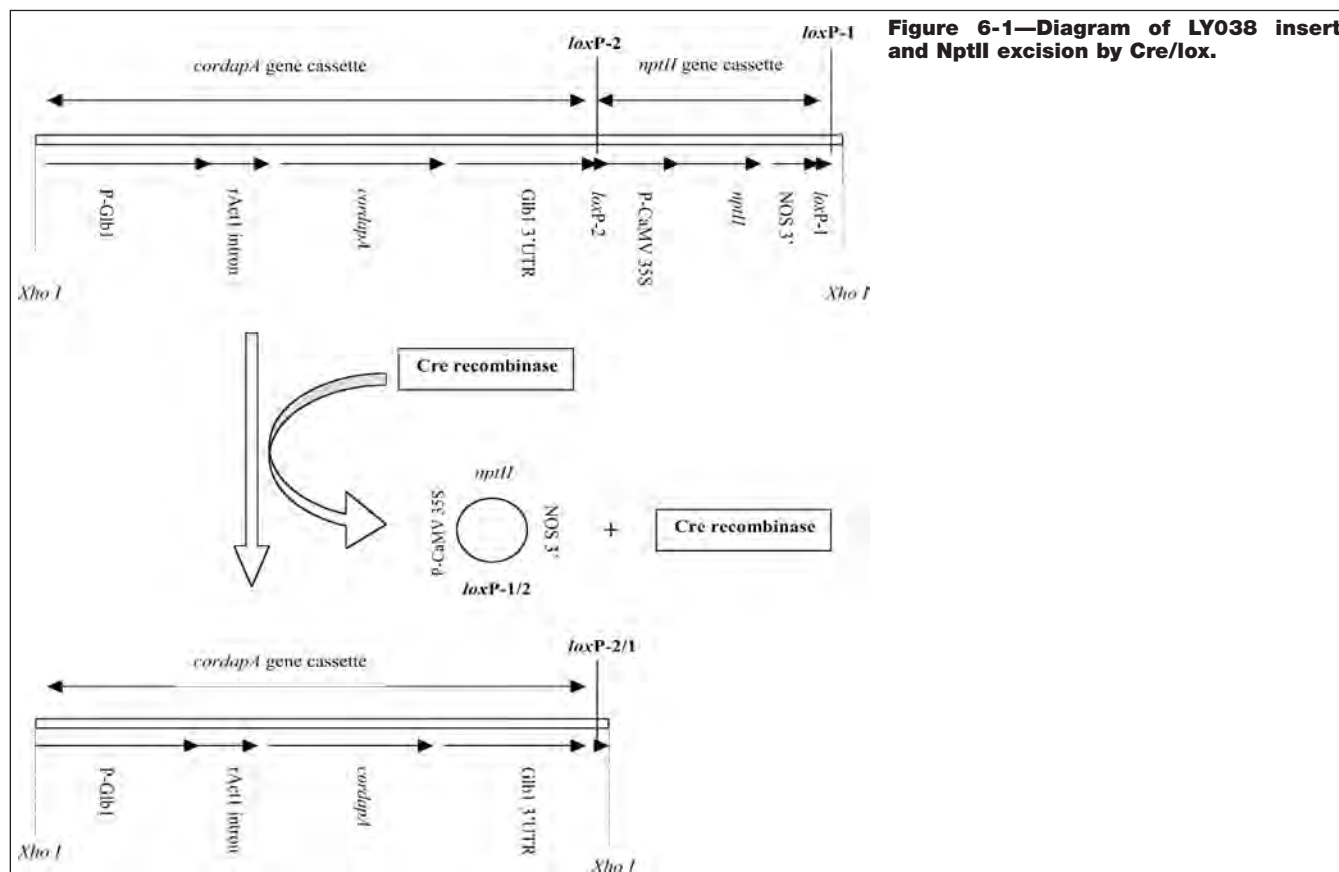 Figure 6-1—Diagram of LY038 insert
and NptII excision by Cre/lox.
loxP-1
loxP-2
cordapA gene cassette
nptII gene cassette
P-Glb1
rAct1 intron
cordapA
Glb1 3'UTR
loxP-2
P-CaMV 35S
nptII
NOS 3'
loxP-1
Xho I
Xho I
Cre recombinase
nptII
P-CaMV 35S
NOS 3'
+
Cre recombinase
loxP-1/2
loxP-2/1
cordapA gene cassette
P-Glb1
rAct1 intron
cordapA
Glb1 3'UTR
Xho I
Xho I